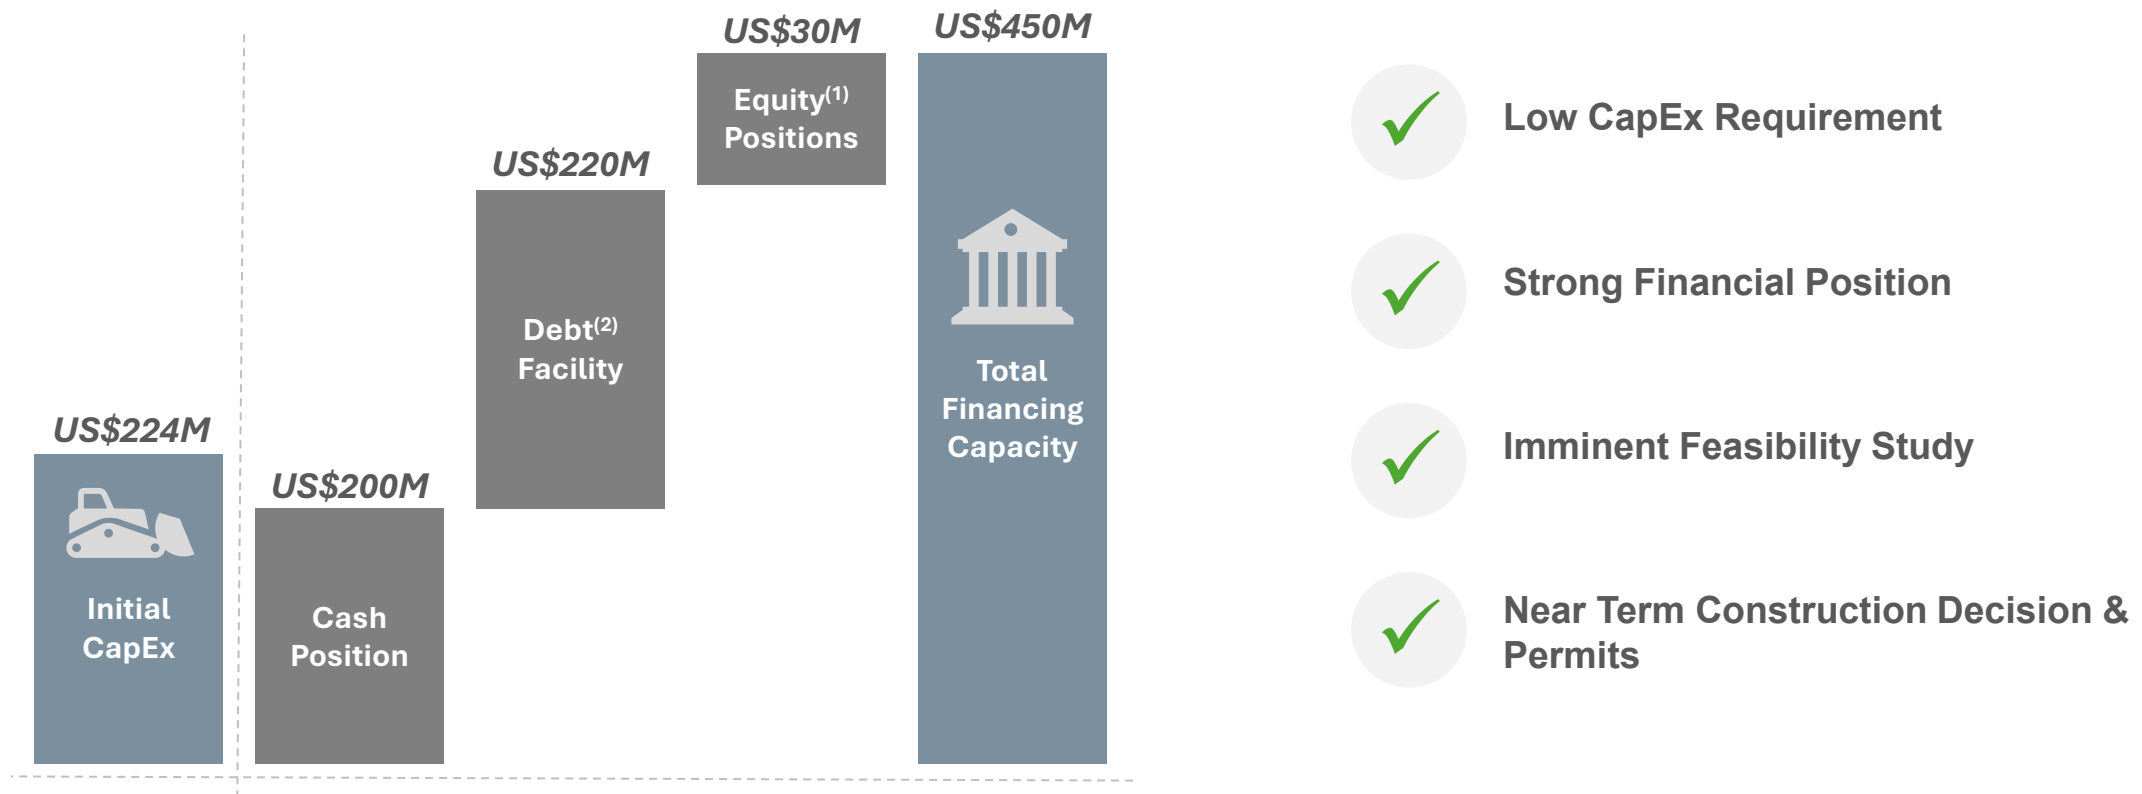 US$224M
Initial
CapEx
US$200M
Cash
Position
US$220M
Debt(2)
Facility
US$30M
Equity(1)
Positions
US$450M
Total
Financing
Capacity
Low CapEx Requirement
Strong Financial Position
Imminent Feasibility Study
Near Term Construction Decision &
Permits